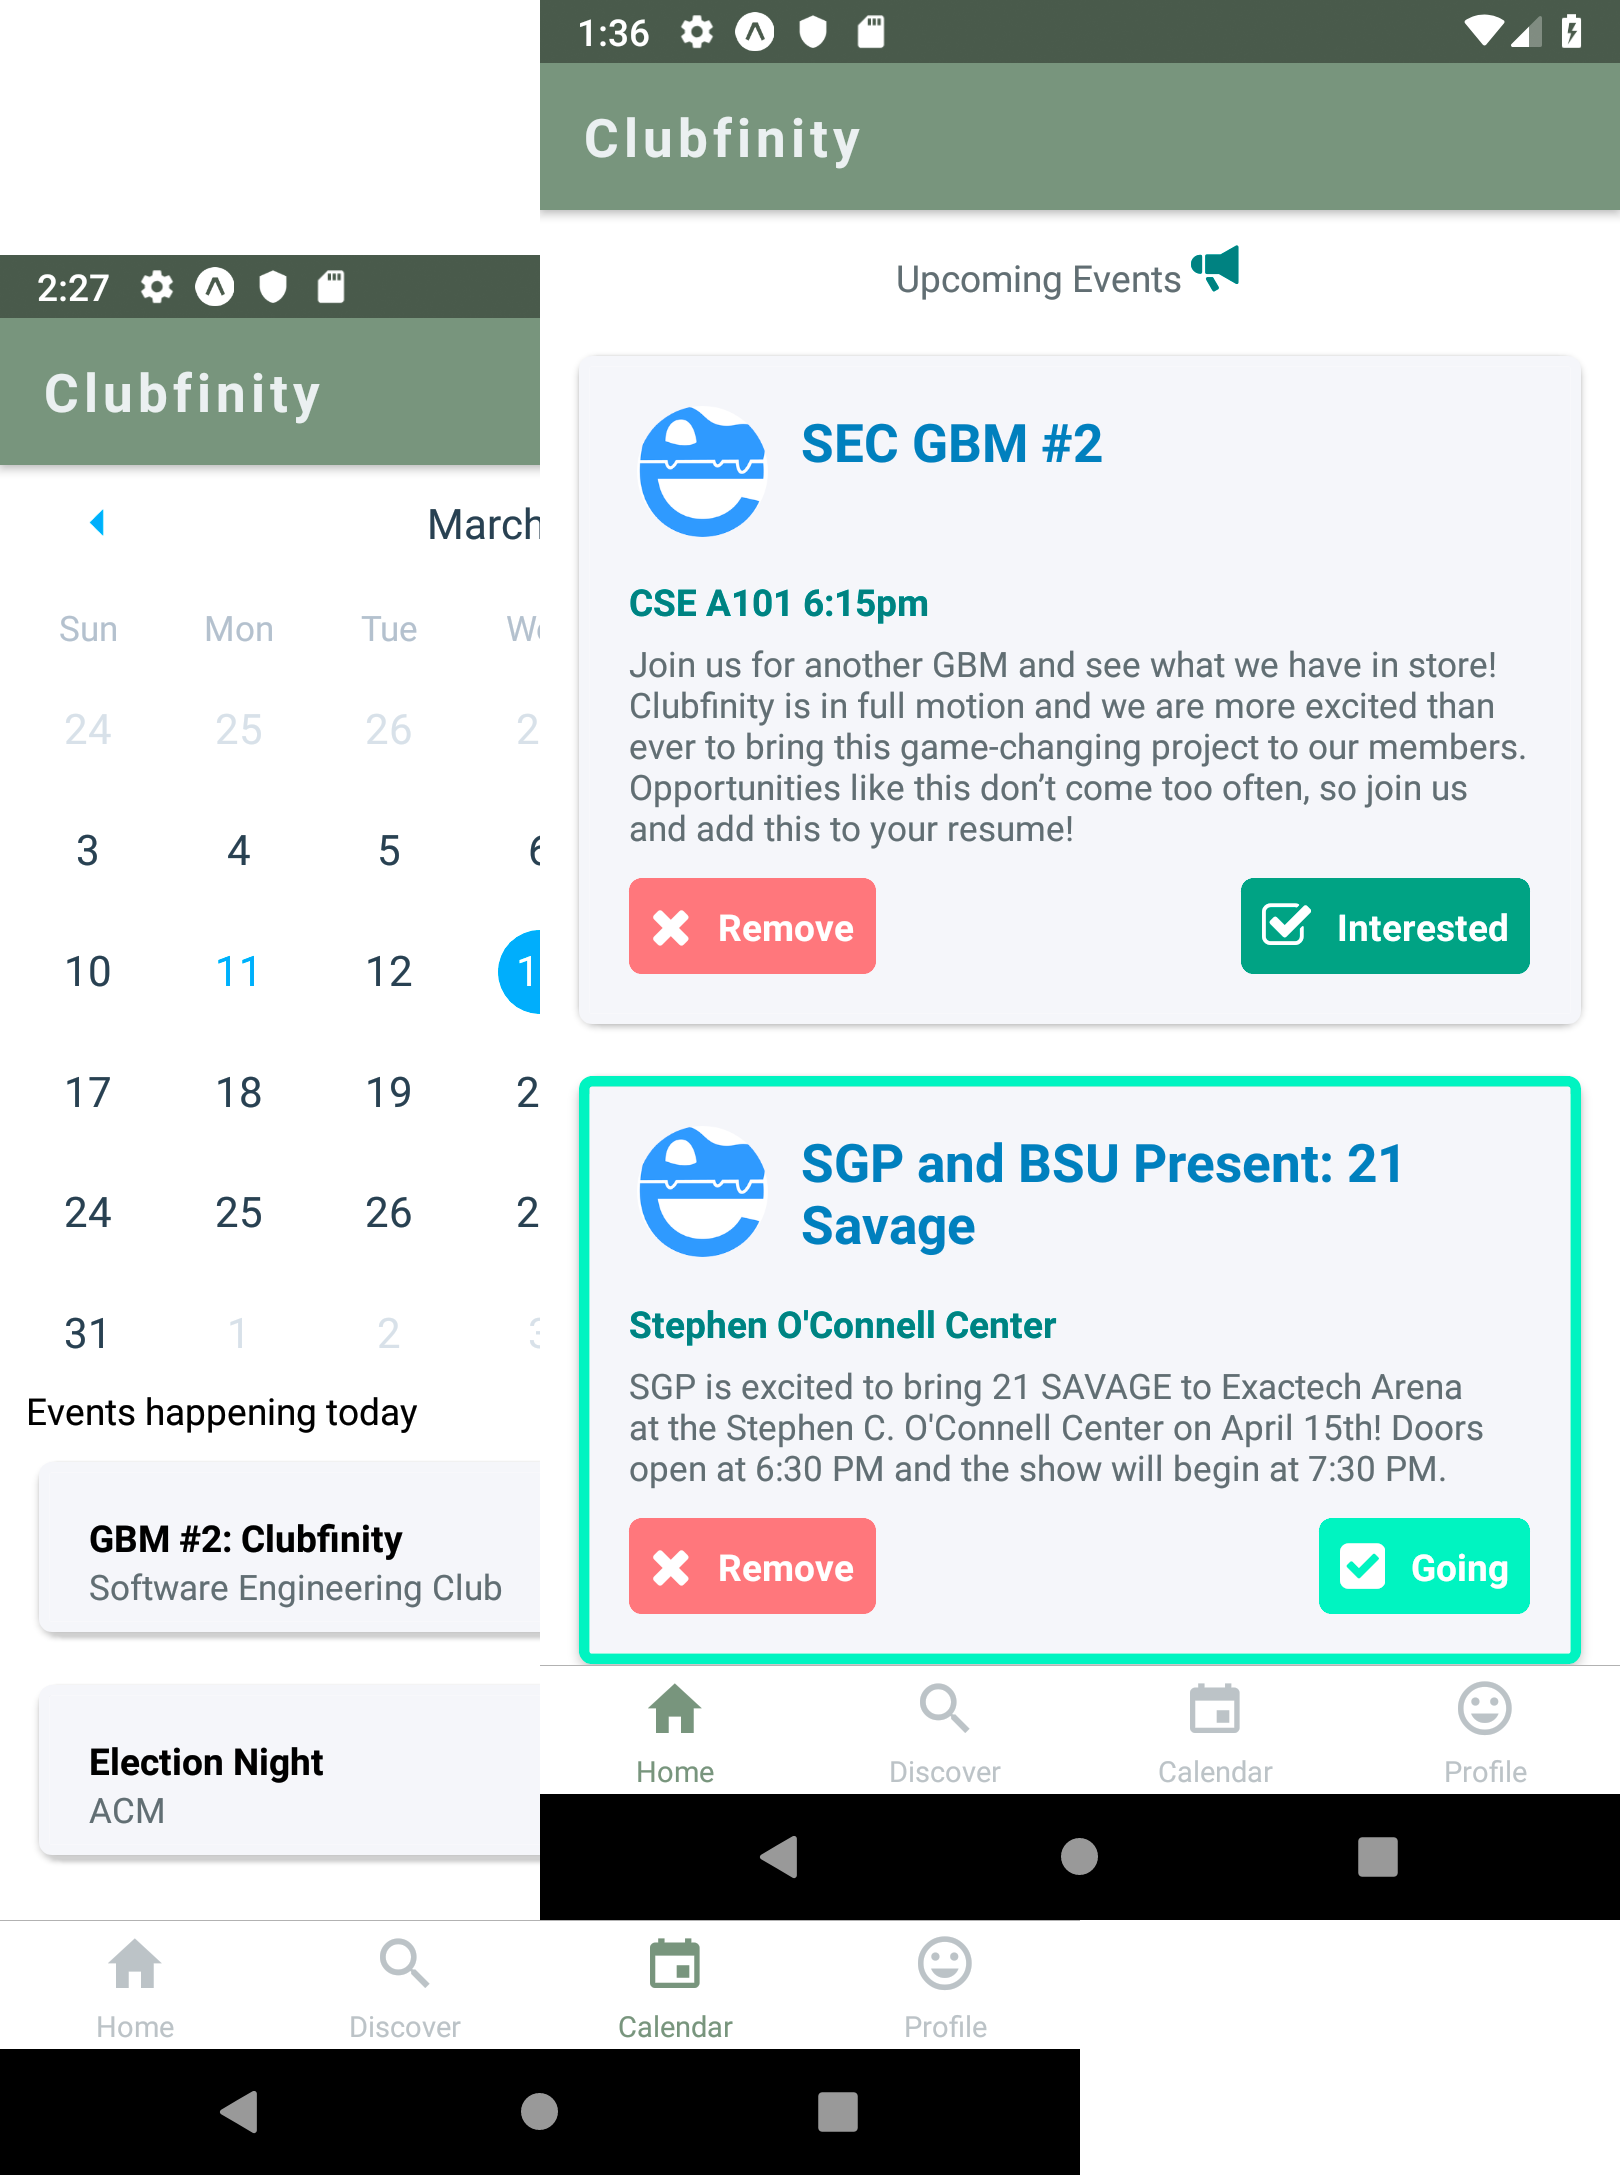 1:36
Clubfinity
Upcoming Events
SEC GBM #2
CSE A101 6:15pm
Join us for another GBM and see what we have in store!
Clubfinity is in full motion and we are more excited than
ever to bring this game-changing project to our members.
Opportunities like this don’t come too often, so join us
and add this to your resume!
Remove
Interested
SGP and BSU Present: 21
Savage
Stephen O'Connell Center
SGP is excited to bring 21 SAVAGE to Exactech Arena
at the Stephen C. O'Connell Center on April 15th! Doors
open at 6:30 PM and the show will begin at 7:30 PM.
Remove
Going
Home Discover Calendar Profile
2:27
Clubfinity
March
Sun Mon Tue
24 25 26 2
3 4 5 6
10 11 12 1
17 18 19 2
24 25 26 2
31 1 2 3
Events happening today
GBM #2: Clubfinity
Software Engineering Club
Election Night
ACM
Home Discover Calendar Profile